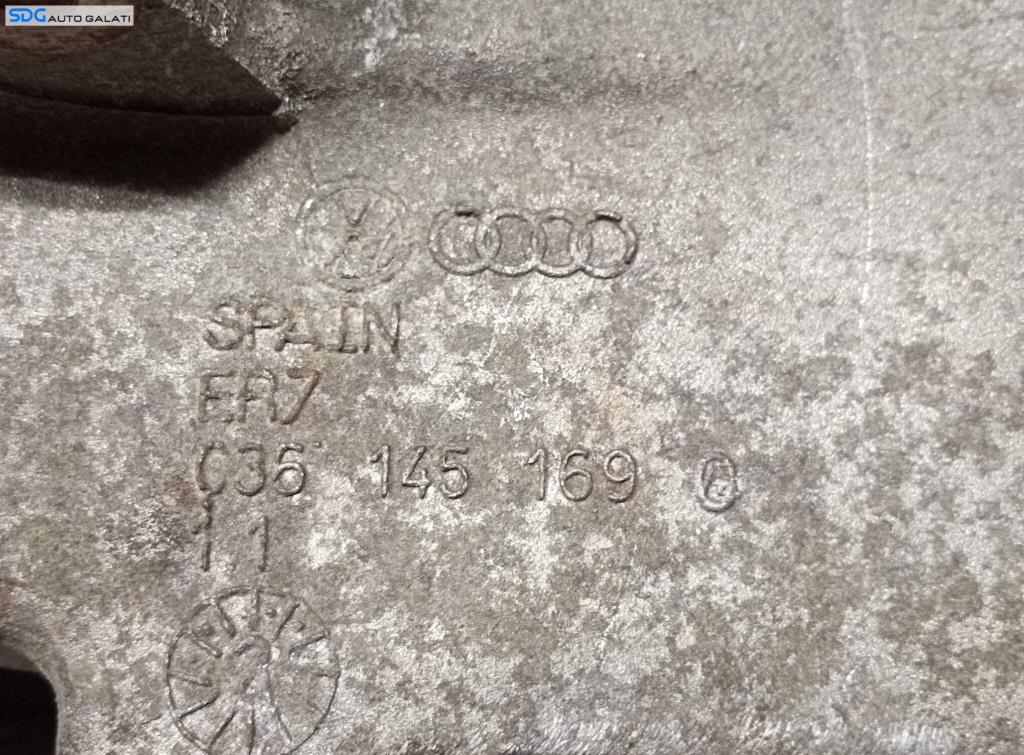 SDG AUTO GALATI
SPAIN
EA7
036 145 169 G
11